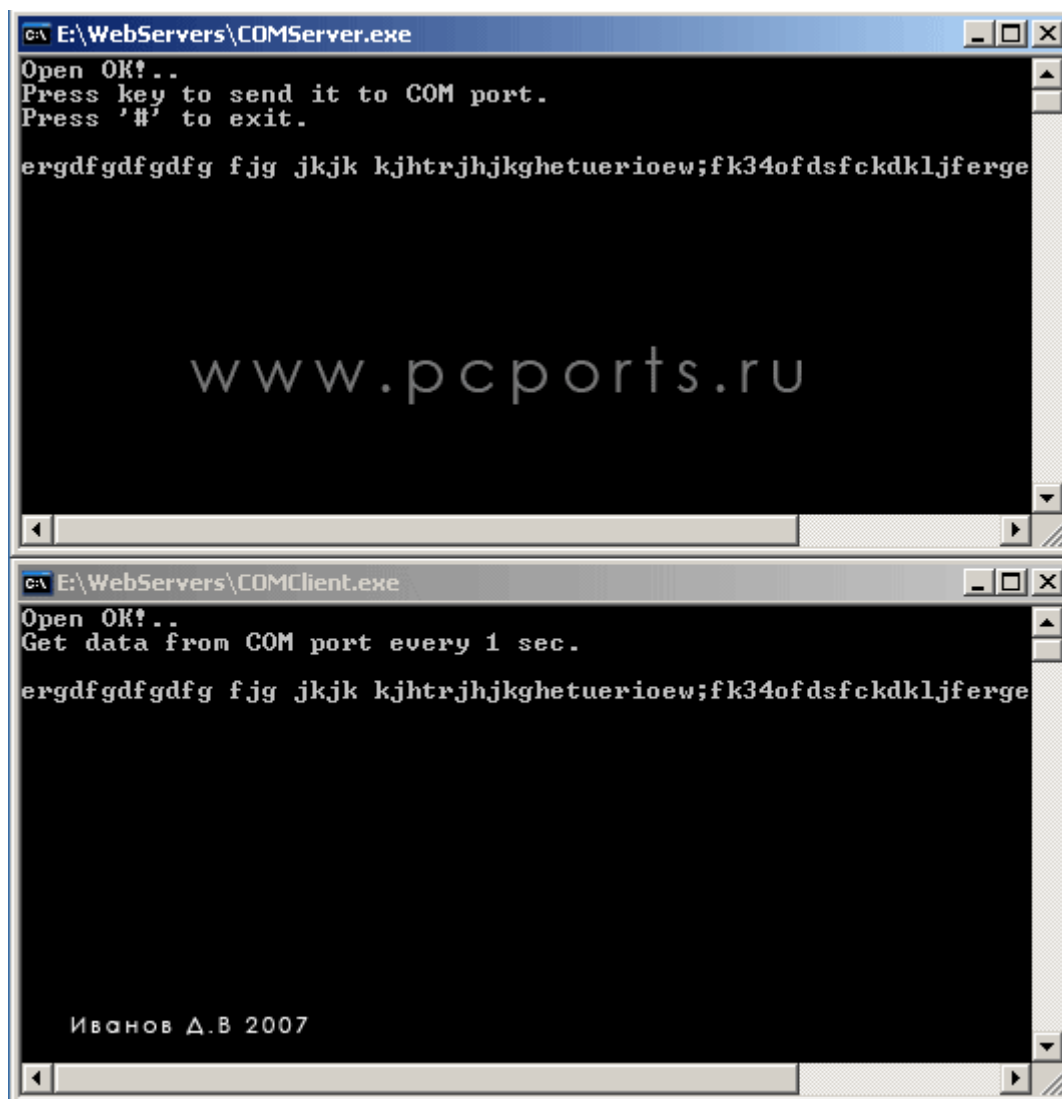 E:\WebServers\COMServer.exe
Open OK!..
Press key to send it to COM port.
Press '#' to exit.
ergdfgdfgdfg fjg jkjk kjhtrjhjkghetuerioew;fk34ofdsfckdkljferge
www.pcports.ru
E:\WebServers\COMClient.exe
Open OK!..
Get data from COM port every 1 sec.
ergdfgdfgdfg fjg jkjk kjhtrjhjkghetuerioew;fk34ofdsfckdkljferge
Иванов Д.В 2007